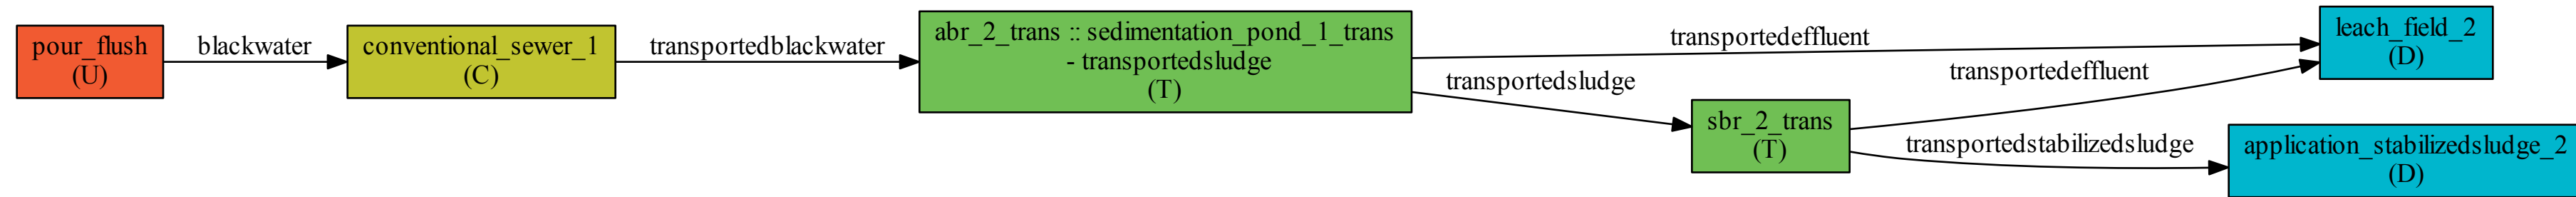 pour_flush
(U)
blackwater
conventional_sewer_1
(C)
transportedblackwater
abr_2_trans :: sedimentation_pond_1_trans
- transportedsludge
(T)
transportedeffluent
transportedsludge
sbr_2_trans
(T)
transportedeffluent
transportedstabilizedsludge
leach_field_2
(D)
application_stabilizedsludge_2
(D)